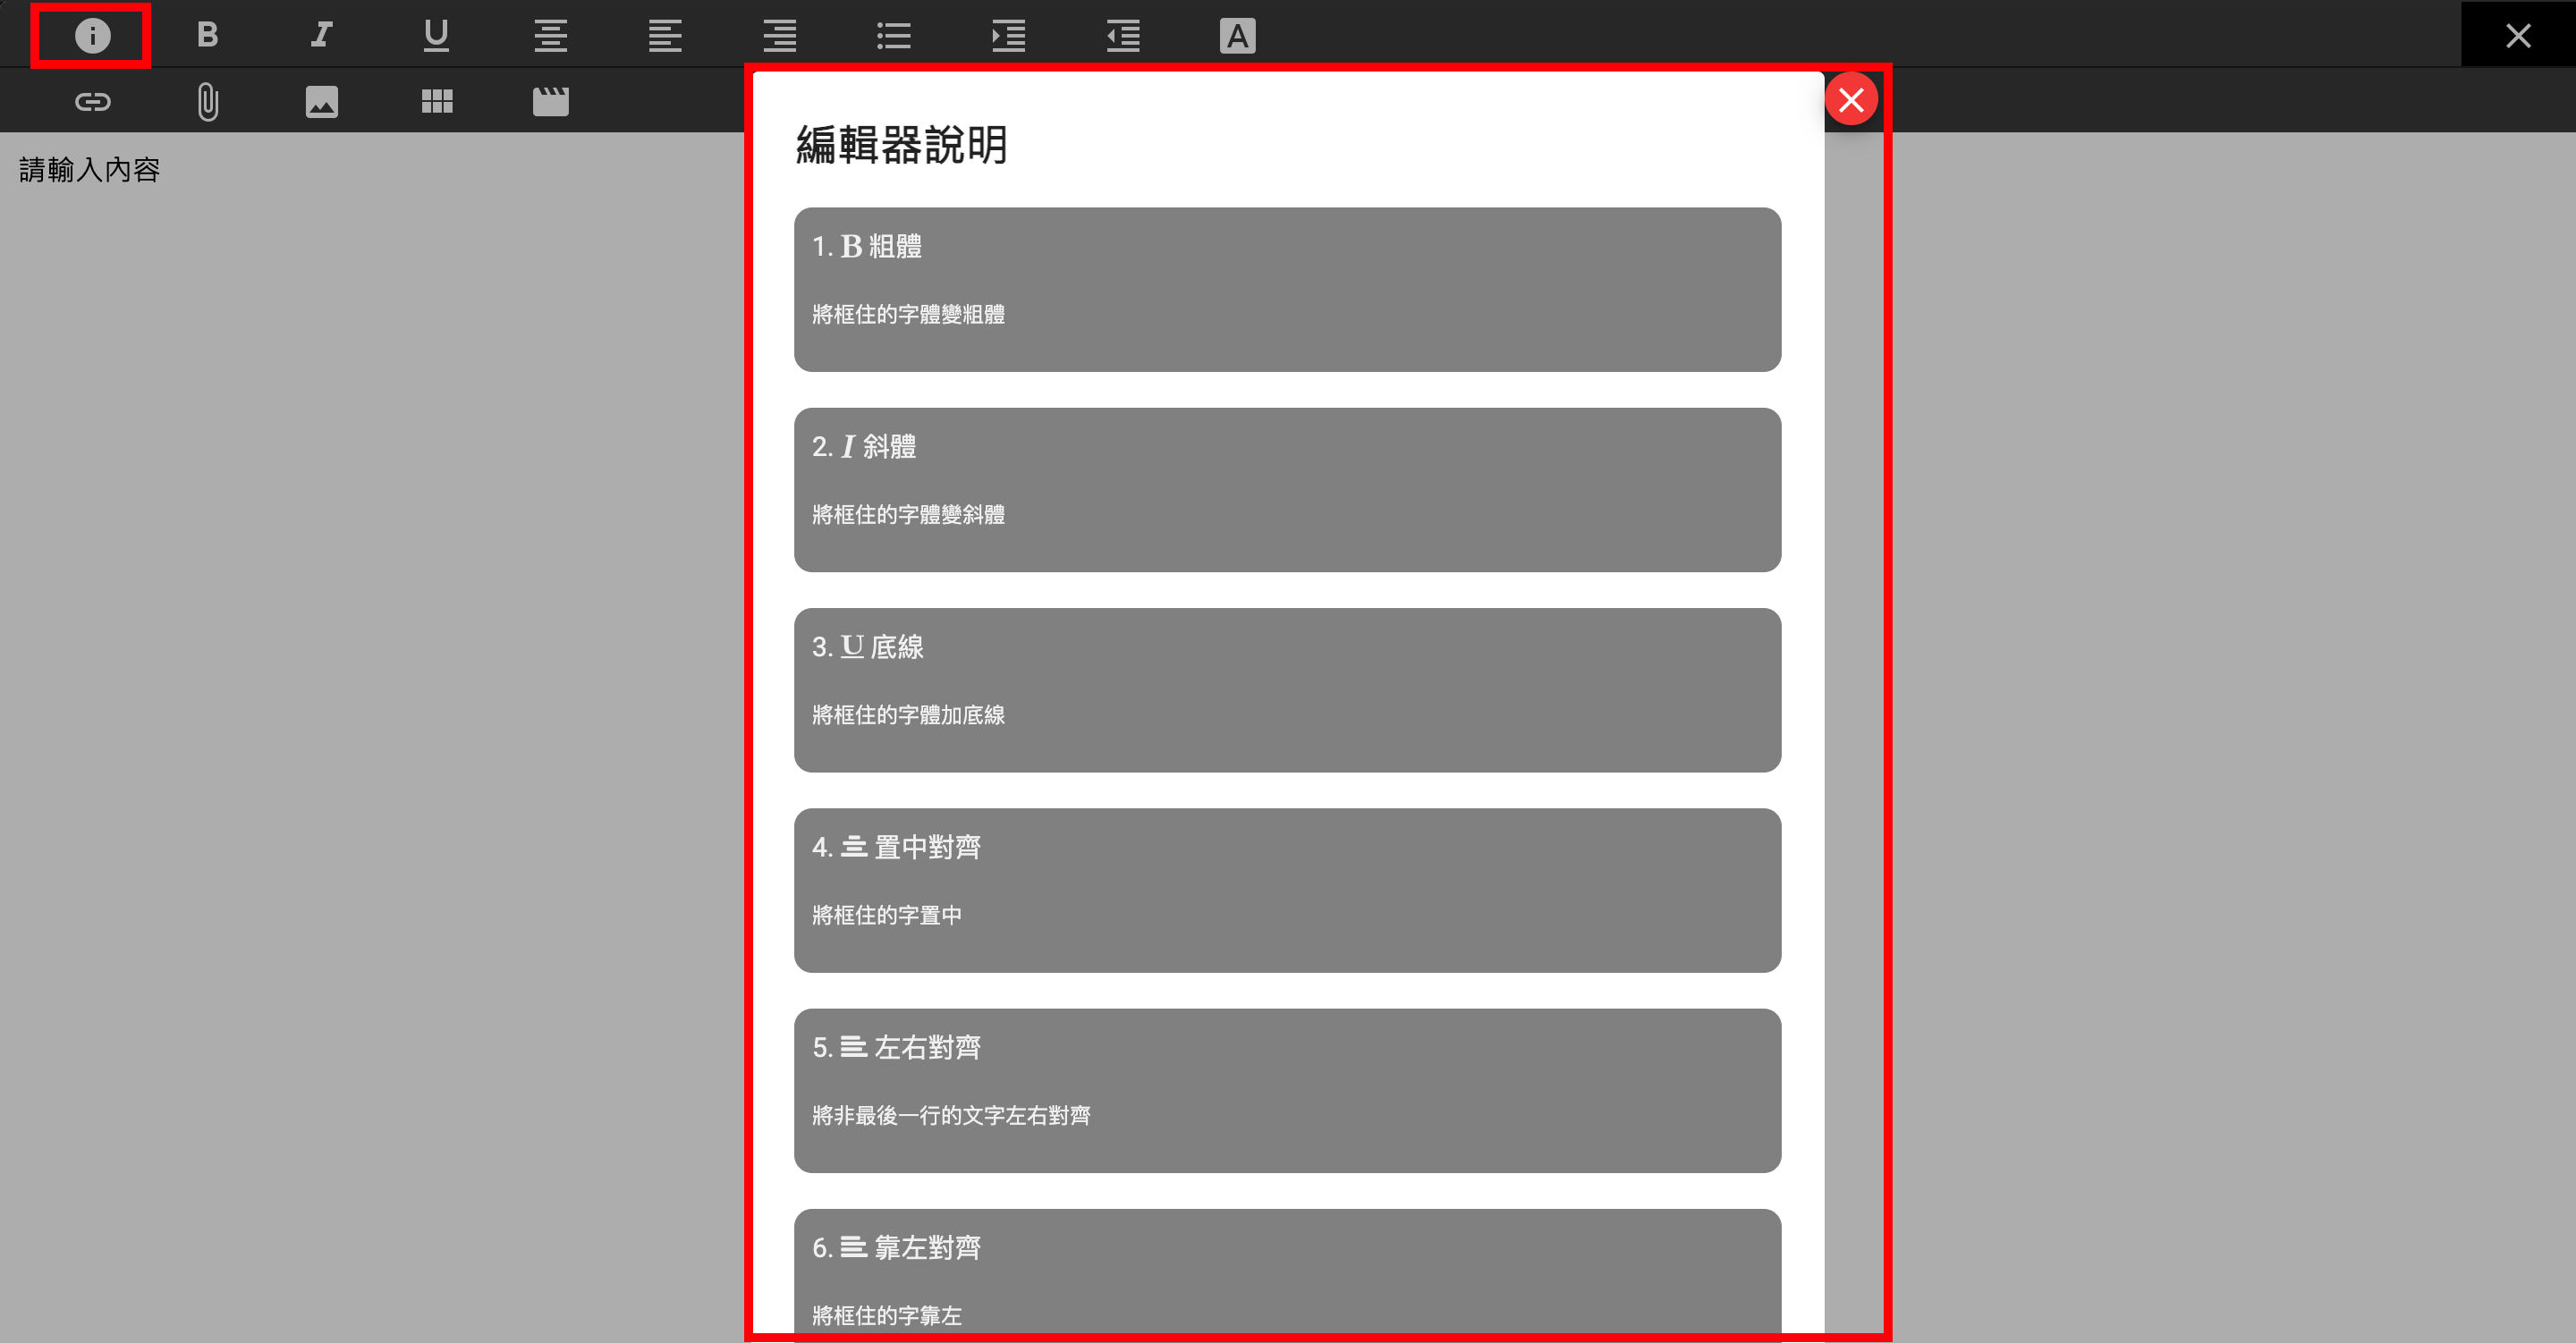 B I U A
請輸入內容
編輯器說明
1. B 粗體
將框住的字體變粗體
2. I 斜體
將框住的字體變斜體
3. U 底線
將框住的字體加底線
4. 置中對齊
將框住的字置中
5. 左右對齊
將非最後一行的文字左右對齊
6. 靠左對齊
將框住的字靠左